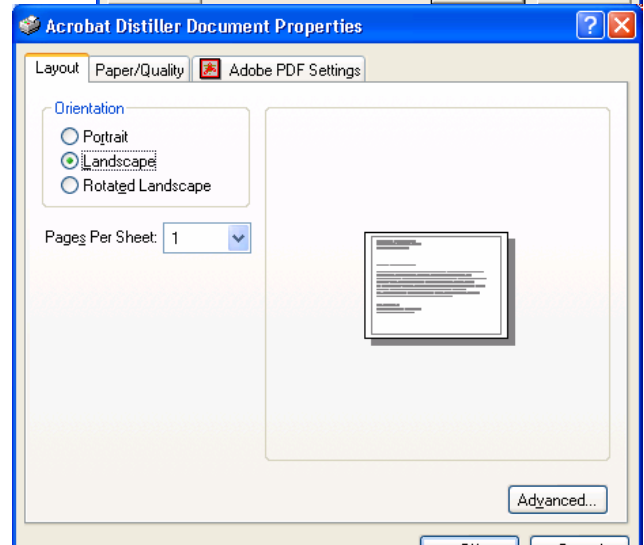 Acrobat Distiller Document Properties
Layout Paper/Quality Adobe PDF Settings
Orientation
Portrait
Landscape
Rotated Landscape
Pages Per Sheet: 1
Advanced...